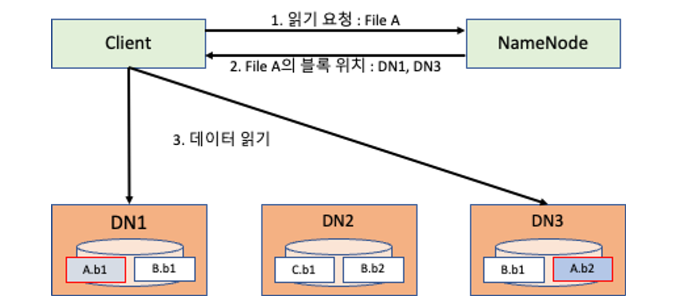 1. 읽기 요청 : File A
Client
NameNode
2. File A의 블록 위치 : DN1, DN3
3. 데이터 읽기
DN1
DN2
DN3
A.b1
B.b1
C.b1
B.b2
B.b1
A.b2